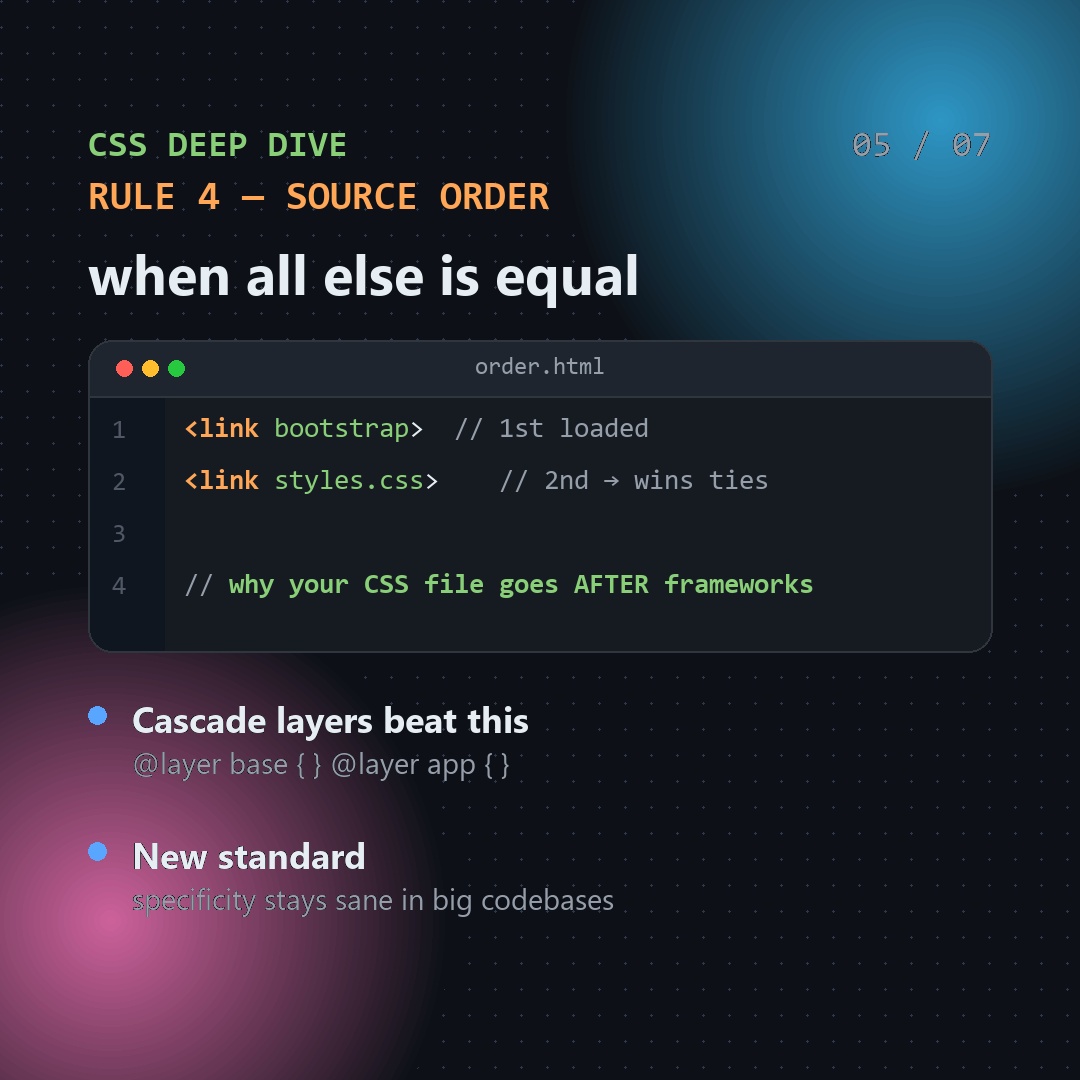 CSS DEEP DIVE
05 / 07
RULE 4 — SOURCE ORDER
when all else is equal
order.html
1 <link bootstrap>  // 1st loaded
2 <link styles.css>    // 2nd → wins ties
3
4 // why your CSS file goes AFTER frameworks
Cascade layers beat this
@layer base { } @layer app { }
New standard
specificity stays sane in big codebases